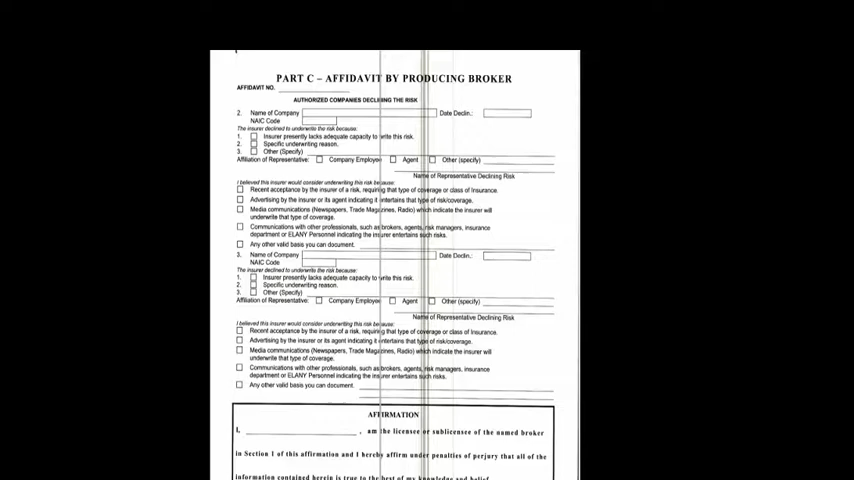 PART C – AFFIDAVIT BY PRODUCING BROKER
AFFIDAVIT NO.
AUTHORIZED COMPANIES DECLINING THE RISK
2. Name of Company Date Declin.:
NAIC Code
The insurer declined to underwrite the risk because:
1. Insurer presently lacks adequate capacity to write this risk.
2. Specific underwriting reason.
3. Other (Specify)
Affiliation of Representative: Company Employee Agent Other (specify)
Name of Representative Declining Risk
I believed this insurer would consider underwriting this risk because:
Recent acceptance by the insurer of a risk, requiring that type of coverage or class of Insurance.
Advertising by the insurer or its agent indicating it entertains that type of risk/coverage.
Media communications (Newspapers, Trade Magazines, Radio) which indicate the insurer will
underwrite that type of coverage.
Communications with other professionals, such as brokers, agents, risk managers, insurance
department or ELANY Personnel indicating the insurer entertains such risks.
Any other valid basis you can document.
3. Name of Company Date Declin.:
NAIC Code
The insurer declined to underwrite the risk because:
1. Insurer presently lacks adequate capacity to write this risk.
2. Specific underwriting reason.
3. Other (Specify)
Affiliation of Representative: Company Employee Agent Other (specify)
Name of Representative Declining Risk
I believed this insurer would consider underwriting this risk because:
Recent acceptance by the insurer of a risk, requiring that type of coverage or class of Insurance.
Advertising by the insurer or its agent indicating it entertains that type of risk/coverage.
Media communications (Newspapers, Trade Magazines, Radio) which indicate the insurer will
underwrite that type of coverage.
Communications with other professionals, such as brokers, agents, risk managers, insurance
department or ELANY Personnel indicating the insurer entertains such risks.
Any other valid basis you can document.
AFFIRMATION
I, , am the licensee or sublicensee of the named broker
in Section 1 of this affirmation and I hereby affirm under penalties of perjury that all of the
information contained herein is true to the best of my knowledge and belief.